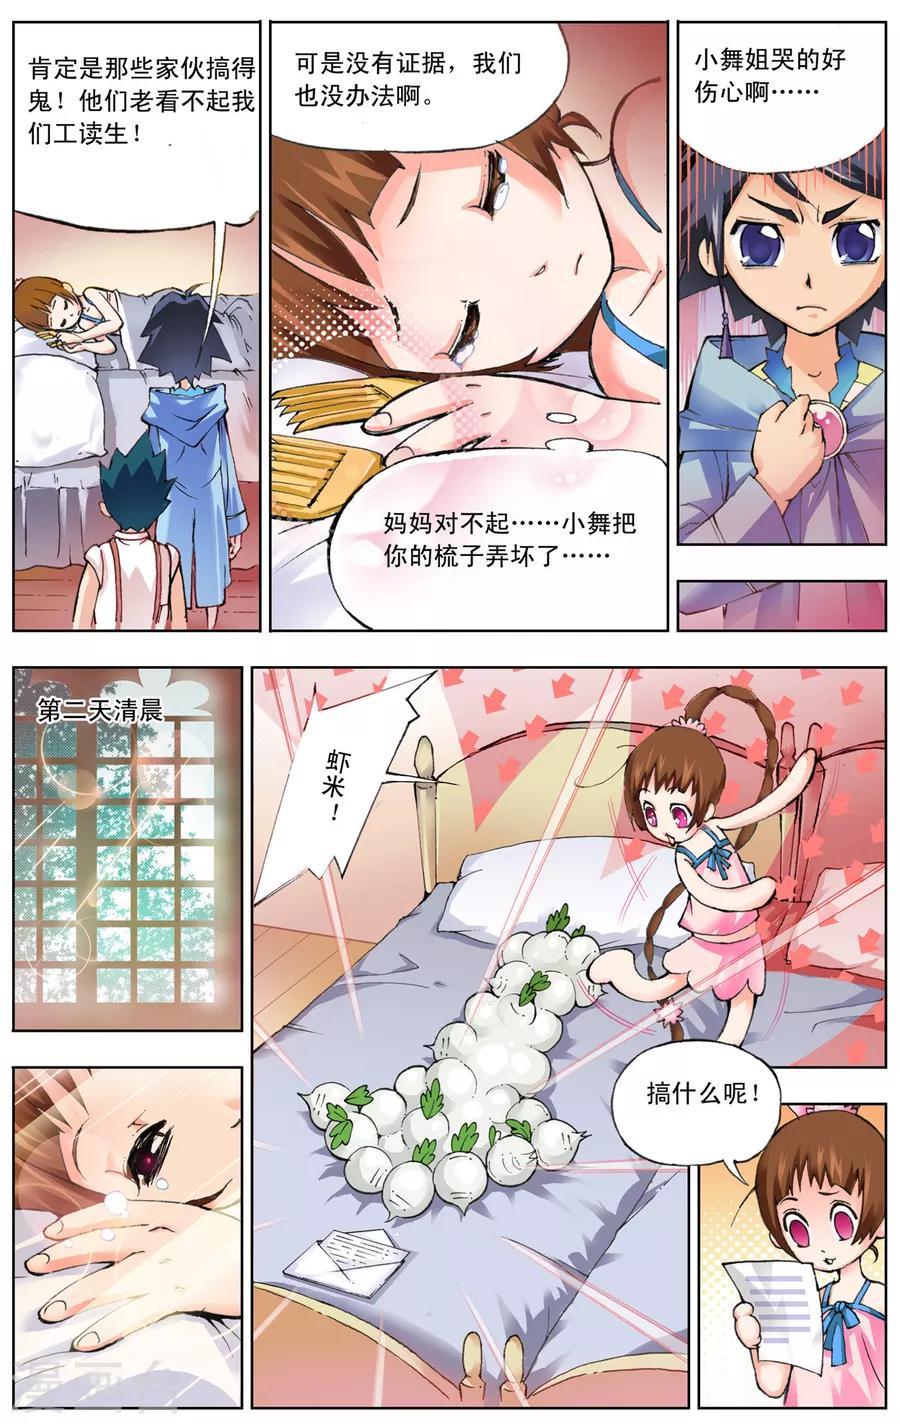 肯定是那些家伙搞得
鬼！他们老看不起我
们工读生！
可是没有证据，我们
也没办法啊。
小舞姐哭的好
伤心啊……
妈妈对不起……小舞把
你的梳子弄坏了……
第二天清晨
虾米！
搞什么呢！
漫画台